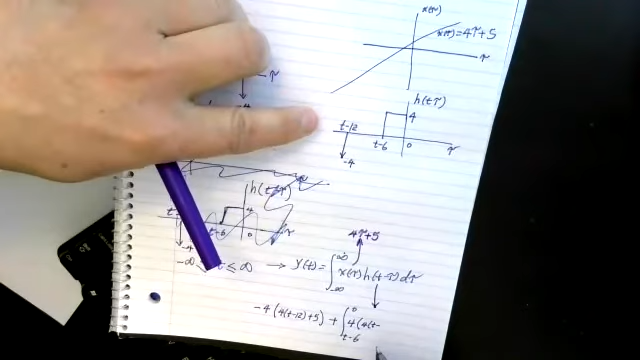 x(τ)
x(τ)=4τ+5
τ
τ
h(t-τ)
4
t-12
t-6
0
τ
-4
h(t-τ)
4
t-6
0
τ
-4
4τ+5
-∞ ≤ ∞ → y(t) = ∫_{-∞}^{∞} x(τ) h(t-τ) dτ
-4(4(t-12)+5) + ∫_{t-6}^{0} 4(4(t-